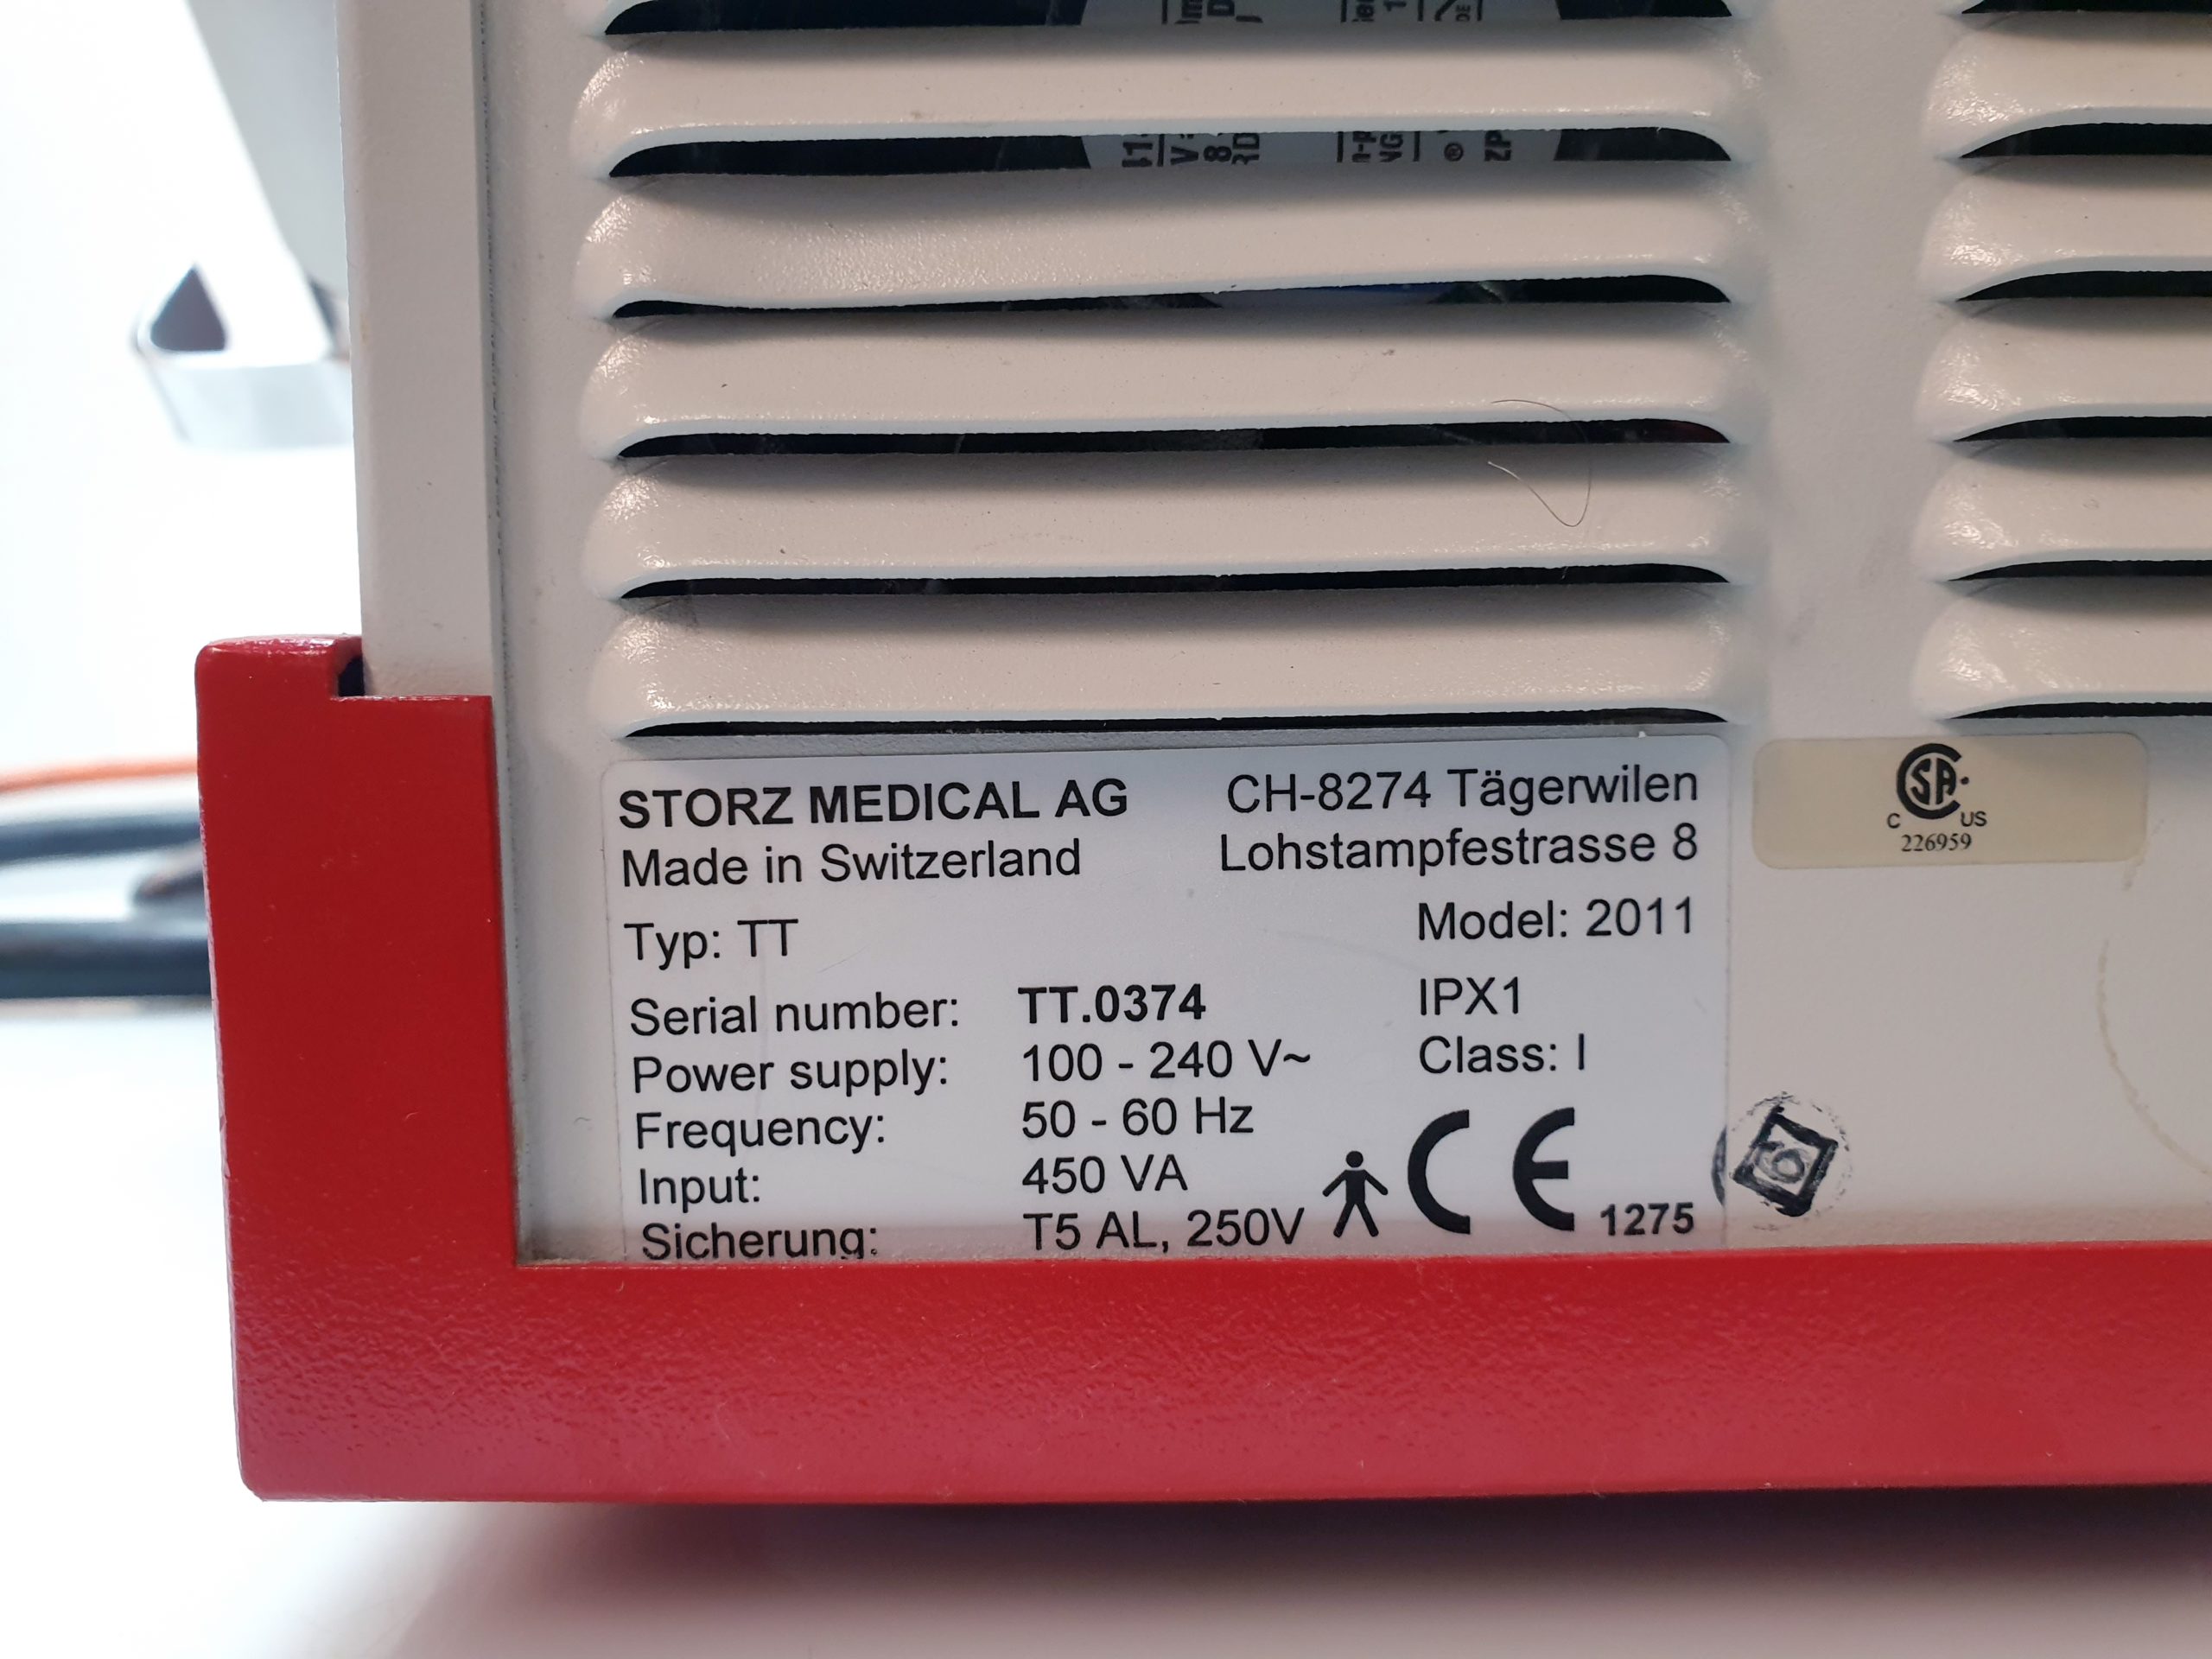 STORZ MEDICAL AG CH-8274 Tägerwilen
Made in Switzerland Lohstampfestrasse 8
Typ: TT Model: 2011
Serial number: TT.0374 IPX1
Power supply: 100 - 240 V~ Class: I
Frequency: 50 - 60 Hz
Input: 450 VA
Sicherung: T5 AL, 250V CE 1275
CSA
C US
226959